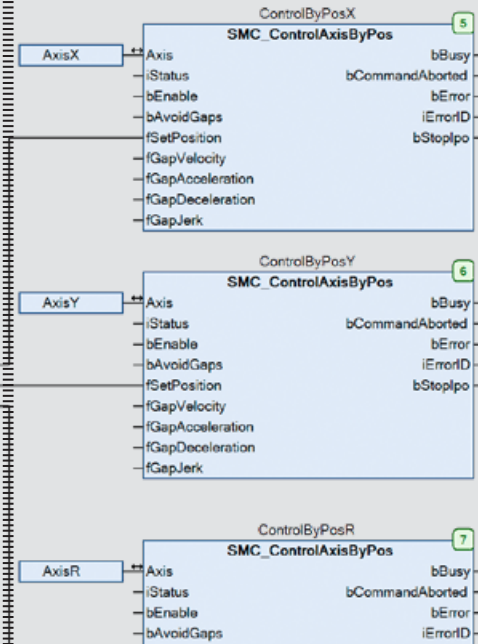 ControlByPosX
5
SMC_ControlAxisByPos
AxisX Axis bBusy
iStatus bCommandAborted
bEnable bError
bAvoidGaps iErrorID
fSetPosition bStopIpo
fGapVelocity
fGapAcceleration
fGapDeceleration
fGapJerk
ControlByPosY
6
SMC_ControlAxisByPos
AxisY Axis bBusy
iStatus bCommandAborted
bEnable bError
bAvoidGaps iErrorID
fSetPosition bStopIpo
fGapVelocity
fGapAcceleration
fGapDeceleration
fGapJerk
ControlByPosR
7
SMC_ControlAxisByPos
AxisR Axis bBusy
iStatus bCommandAborted
bEnable bError
bAvoidGaps iErrorID